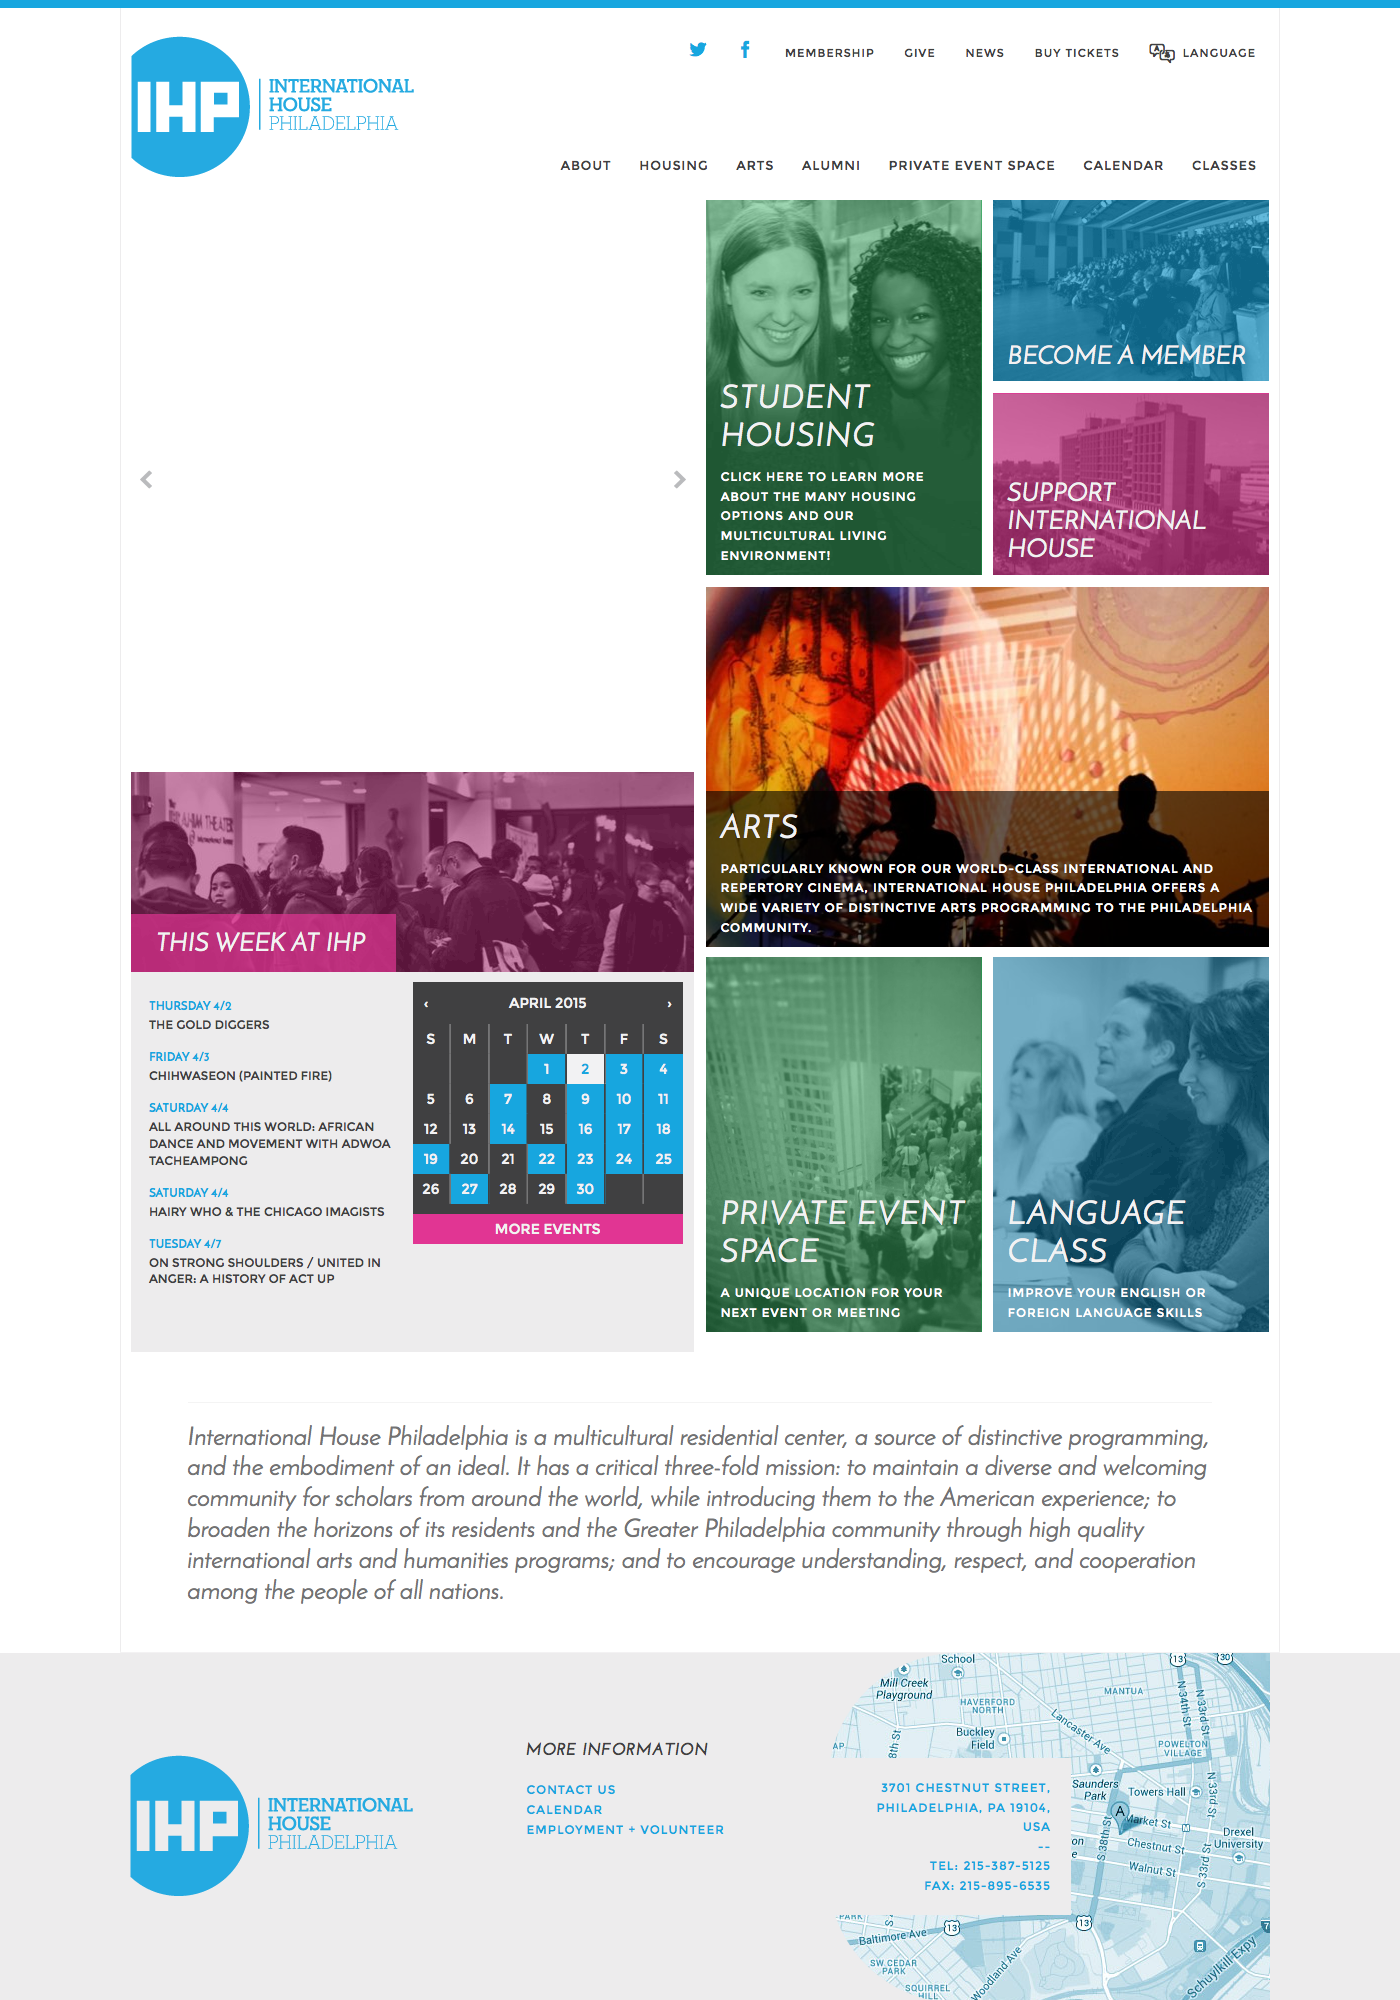 MEMBERSHIP GIVE NEWS BUY TICKETS LANGUAGE
IHP
INTERNATIONAL
HOUSE
PHILADELPHIA
ABOUT HOUSING ARTS ALUMNI PRIVATE EVENT SPACE CALENDAR CLASSES
STUDENT
HOUSING
CLICK HERE TO LEARN MORE
ABOUT THE MANY HOUSING
OPTIONS AND OUR
MULTICULTURAL LIVING
ENVIRONMENT!
BECOME A MEMBER
SUPPORT
INTERNATIONAL
HOUSE
ARTS
PARTICULARLY KNOWN FOR OUR WORLD-CLASS INTERNATIONAL AND
REPERTORY CINEMA, INTERNATIONAL HOUSE PHILADELPHIA OFFERS A
WIDE VARIETY OF DISTINCTIVE ARTS PROGRAMMING TO THE PHILADELPHIA
COMMUNITY.
THIS WEEK AT IHP
THURSDAY 4/2
THE GOLD DIGGERS
FRIDAY 4/3
CHIHWASEON (PAINTED FIRE)
SATURDAY 4/4
ALL AROUND THIS WORLD: AFRICAN
DANCE AND MOVEMENT WITH ADWOA
TACHEAMPONG
SATURDAY 4/4
HAIRY WHO & THE CHICAGO IMAGISTS
TUESDAY 4/7
ON STRONG SHOULDERS / UNITED IN
ANGER: A HISTORY OF ACT UP
‹ APRIL 2015 ›
S M T W T F S
1 2 3 4
5 6 7 8 9 10 11
12 13 14 15 16 17 18
19 20 21 22 23 24 25
26 27 28 29 30
MORE EVENTS
PRIVATE EVENT
SPACE
A UNIQUE LOCATION FOR YOUR
NEXT EVENT OR MEETING
LANGUAGE
CLASS
IMPROVE YOUR ENGLISH OR
FOREIGN LANGUAGE SKILLS
International House Philadelphia is a multicultural residential center, a source of distinctive programming,
and the embodiment of an ideal. It has a critical three-fold mission: to maintain a diverse and welcoming
community for scholars from around the world, while introducing them to the American experience; to
broaden the horizons of its residents and the Greater Philadelphia community through high quality
international arts and humanities programs; and to encourage understanding, respect, and cooperation
among the people of all nations.
IHP
INTERNATIONAL
HOUSE
PHILADELPHIA
MORE INFORMATION
CONTACT US
CALENDAR
EMPLOYMENT + VOLUNTEER
3701 CHESTNUT STREET,
PHILADELPHIA, PA 19104,
USA
--
TEL: 215-387-5125
FAX: 215-895-6535
School
13
30
Mill Creek
Playground
HAVERFORD
NORTH
MANTUA
N 34th St
N 33rd St
Lancaster Ave
Buckley
Field
POWELTON
VILLAGE
8th St
AP
Saunders
Park
Towers Hall
N 33rd St
A
Market St
S 38th St
Chestnut St
Drexel
University
Walnut St
S 33rd St
PARK
13
13
Baltimore Ave
SW CEDAR
PARK
Woodland Ave
Schuylkill Expy
SQUIRREL
HILL